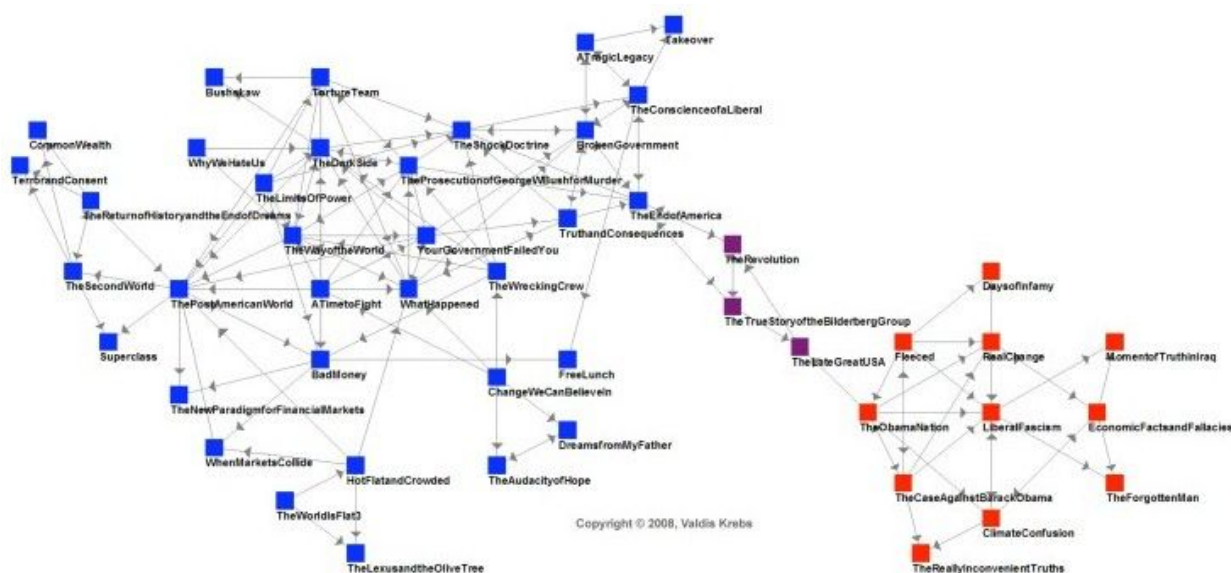 Takeover
ATragicLegacy
BushsLaw
TortureTeam
TheConscienceofaLiberal
CommonWealth
WhyWeHateUs
TheDarkSide
TheShockDoctrine
BrokenGovernment
TerrorandConsent
TheLimitsOfPower
TheProsecutionofGeorgeWBushforMurder
TheReturnofHistoryandtheEndofDreams
TheEndofAmerica
TruthandConsequences
TheWayoftheWorld
YourGovernmentFailedYou
TheRevolution
TheSecondWorld
ThePostAmericanWorld
ATimetoFight
WhatHappened
TheWreckingCrew
DaysofInfamy
TheTrueStoryoftheBilderbergGroup
Superclass
BadMoney
FreeLunch
TheLateGreatUSA
Fleeced
RealChange
MomentofTruthinIraq
TheNewParadigmforFinancialMarkets
ChangeWeCanBelieveIn
TheObamaNation
LiberalFascism
EconomicFactsandFallacies
WhenMarketsCollide
DreamsfromMyFather
HotFlatandCrowded
TheAudacityofHope
TheCaseAgainstBarackObama
TheForgottenMan
TheWorldIsFlat3
Copyright © 2008, Valdis Krebs
ClimateConfusion
TheLexusandtheOliveTree
TheReallyInconvenientTruths